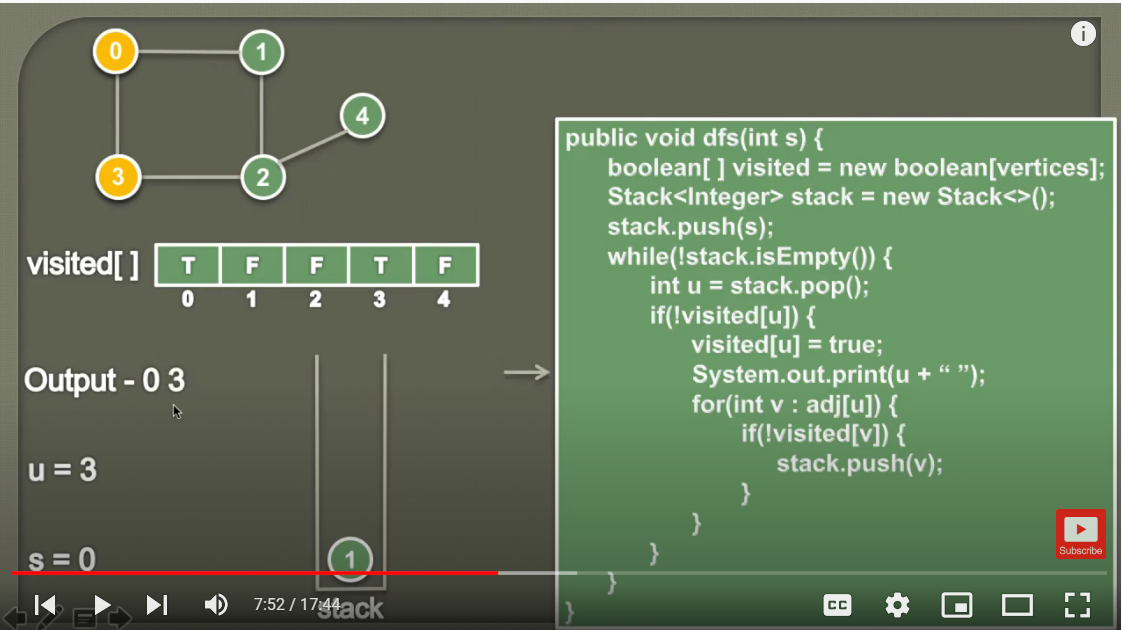 0
1
4
3
2
visited[ ]
T F F T F
0 1 2 3 4
Output - 0 3
u = 3
s = 0
1
stack
public void dfs(int s) {
boolean[ ] visited = new boolean[vertices];
Stack<Integer> stack = new Stack<>();
stack.push(s);
while(!stack.isEmpty()) {
int u = stack.pop();
if(!visited[u]) {
visited[u] = true;
System.out.print(u + “ ”);
for(int v : adj[u]) {
if(!visited[v]) {
stack.push(v);
}
}
}
}
}
i
Subscribe
7:52 / 17:44
CC